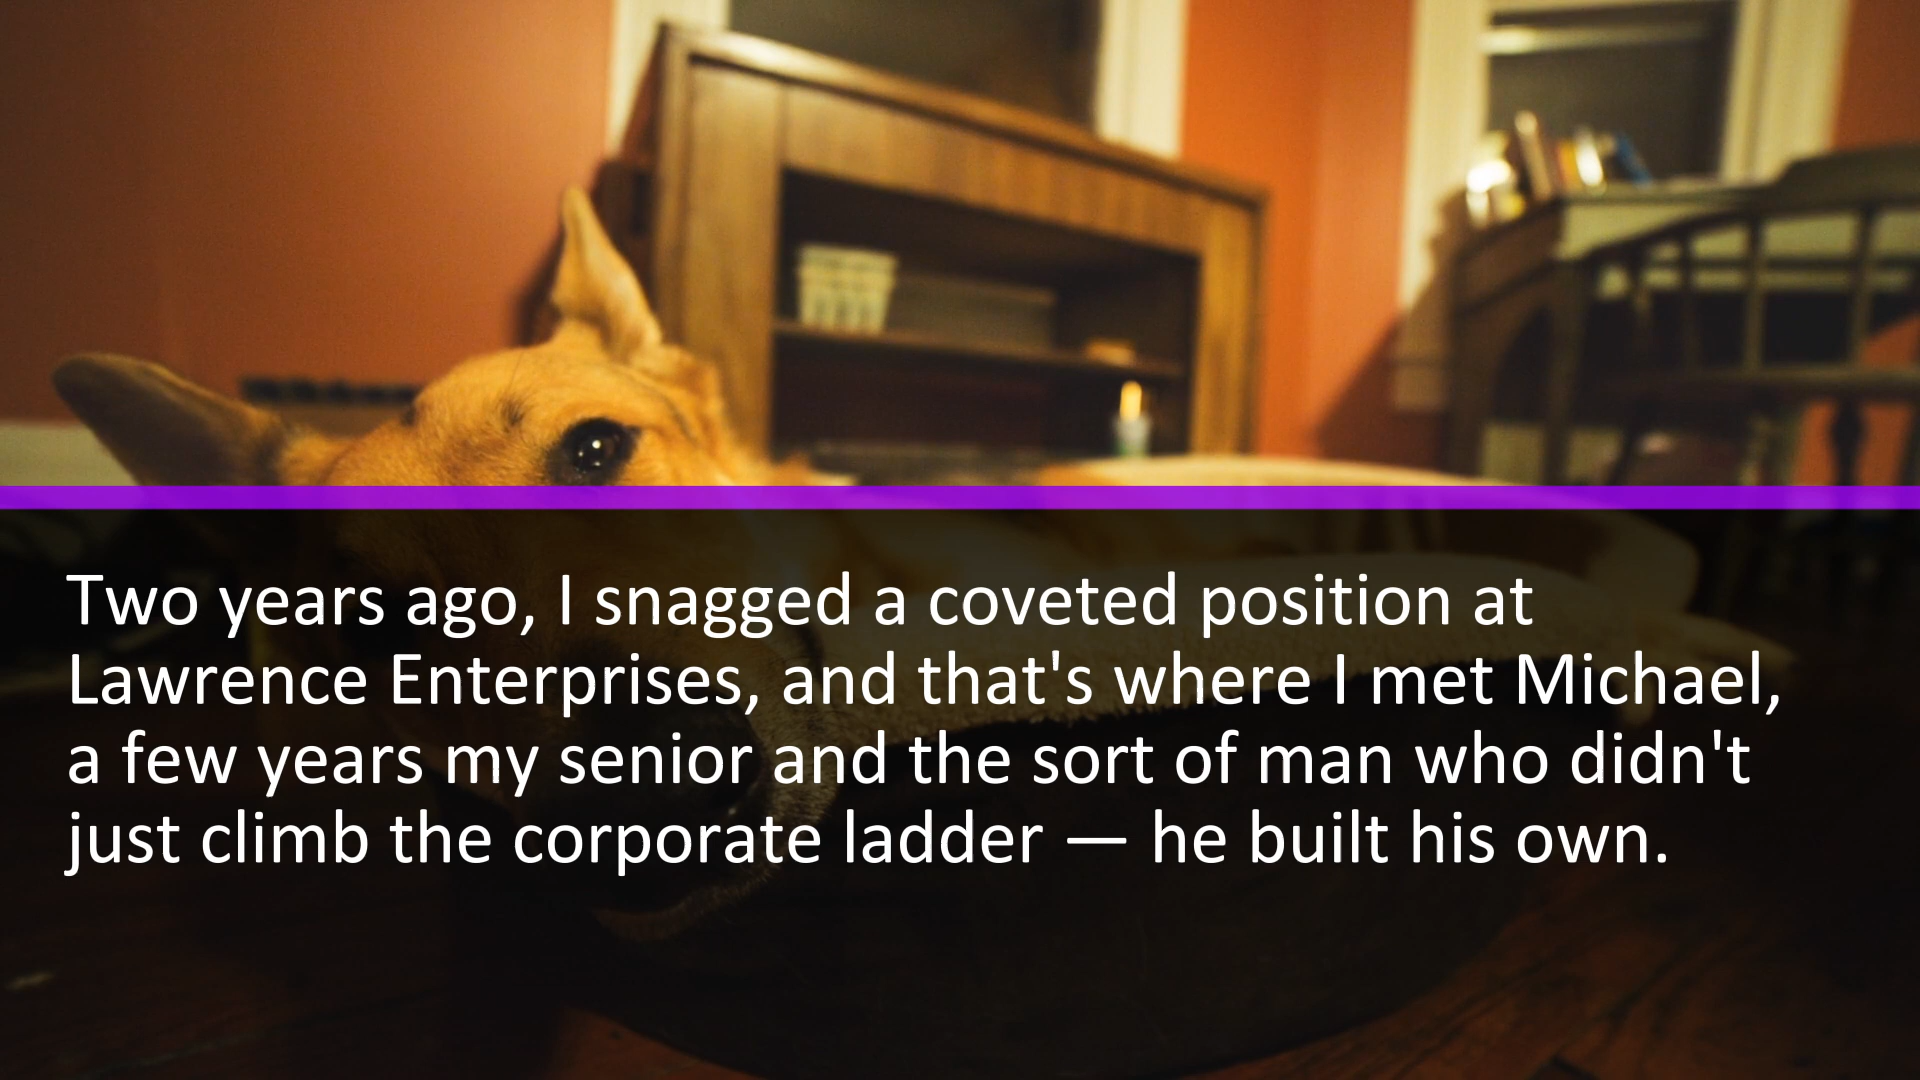 Two years ago, I snagged a coveted position at
Lawrence Enterprises, and that's where I met Michael,
a few years my senior and the sort of man who didn't
just climb the corporate ladder — he built his own.